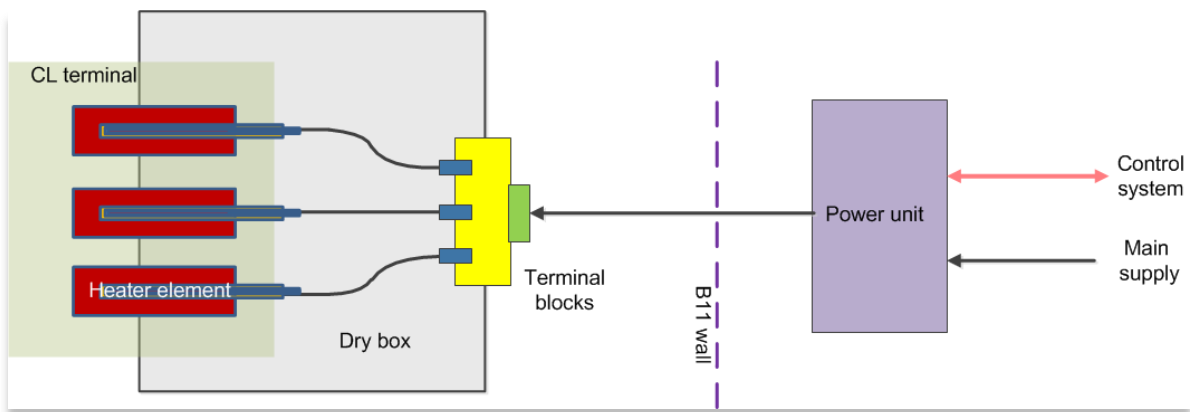 CL terminal
Heater element
Dry box
Terminal
blocks
B11 wall
Power unit
Control
system
Main
supply